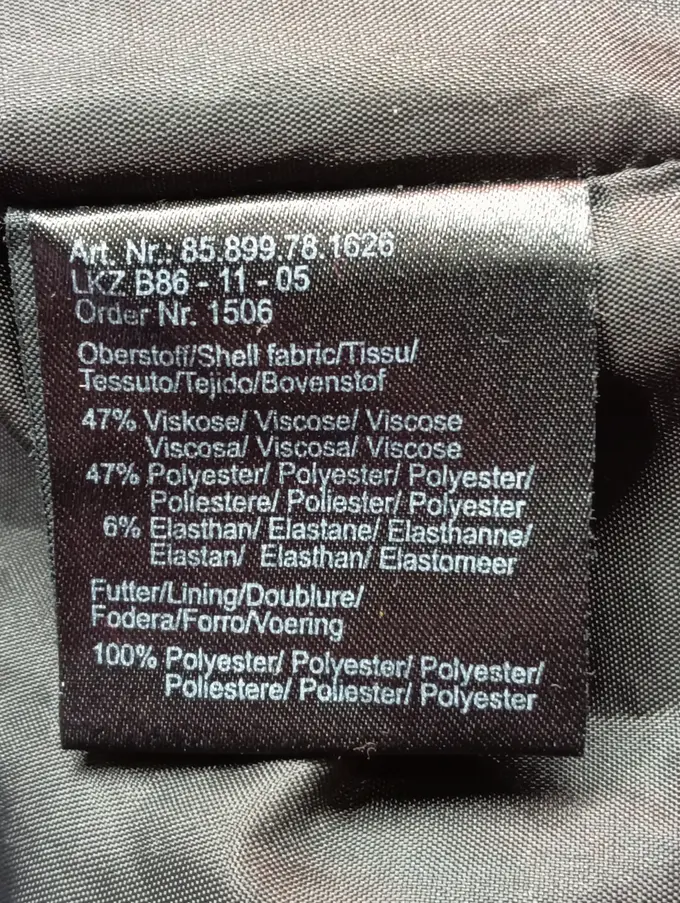 Art. Nr.: 85.899.78.1626
LKZ B86 - 11 - 05
Order Nr. 1506
Oberstoff/Shell fabric/Tissu/
Tessuto/Tejido/Bovenstof
47% Viskose/ Viscose/ Viscose
Viscosa/ Viscosa/ Viscose
47% Polyester/ Polyester/ Polyester/
Poliestere/ Poliester/ Polyester
6% Elasthan/ Elastane/ Elasthanne/
Elastan/ Elasthan/ Elastomeer
Futter/Lining/Doublure/
Fodera/Forro/Voering
100% Polyester/ Polyester/ Polyester/
Poliestere/ Poliester/ Polyester